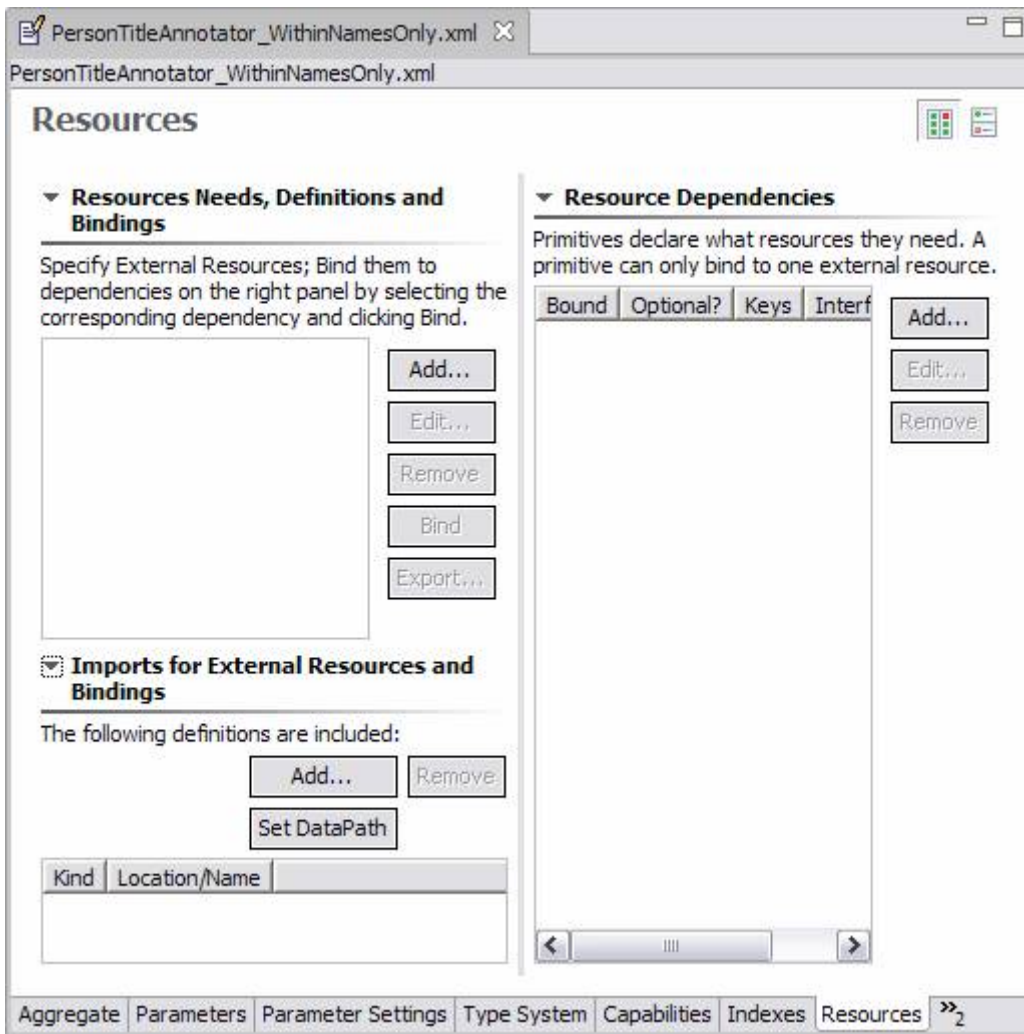 PersonTitleAnnotator_WithinNamesOnly.xml
PersonTitleAnnotator_WithinNamesOnly.xml
Resources
Resources Needs, Definitions and
Bindings
Specify External Resources; Bind them to
dependencies on the right panel by selecting the
corresponding dependency and clicking Bind.
Add...
Edit...
Remove
Bind
Export...
Imports for External Resources and
Bindings
The following definitions are included:
Add... Remove
Set DataPath
Kind Location/Name
Resource Dependencies
Primitives declare what resources they need. A
primitive can only bind to one external resource.
Bound Optional? Keys Interf
Add...
Edit...
Remove
Aggregate Parameters Parameter Settings Type System Capabilities Indexes Resources »2